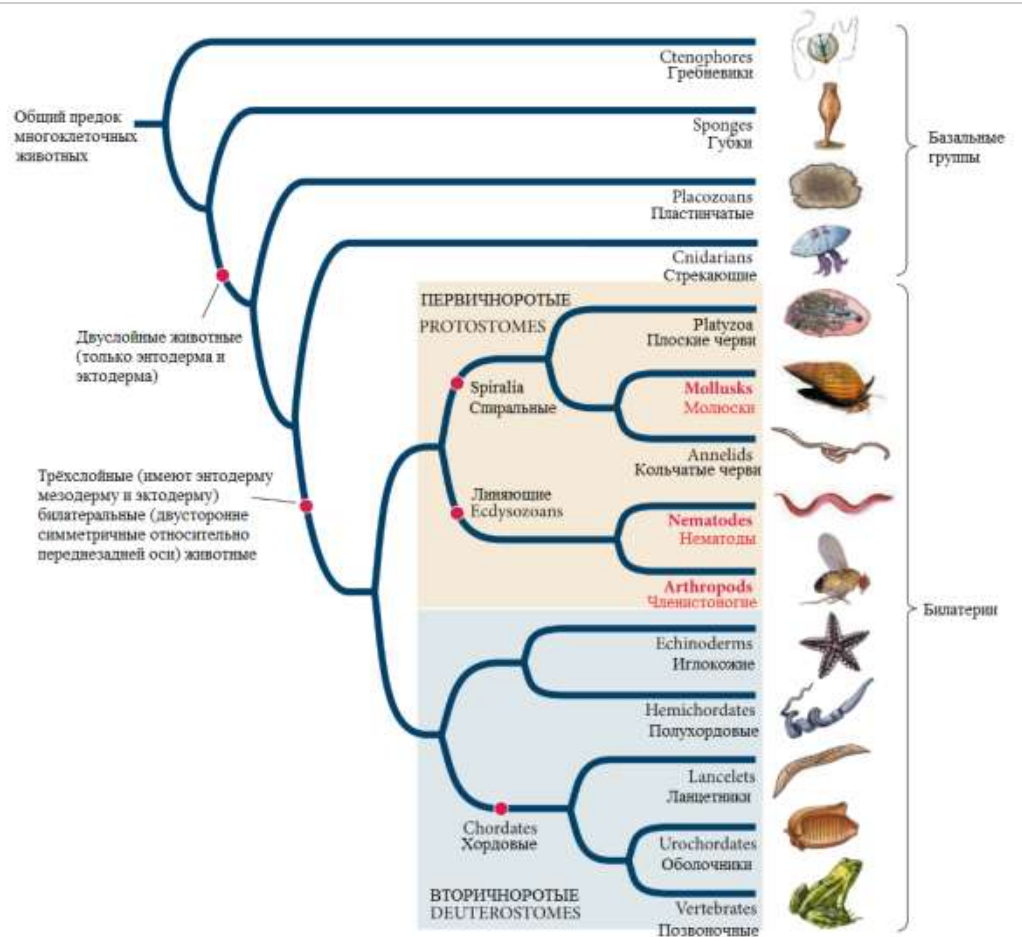 Ctenophores
Гребневики
Общий предок
многоклеточных
животных
Sponges
Губки
Базальные
группы
Placozoans
Пластинчатые
Cnidarians
Стрекающие
ПЕРВИЧНОРОТЫЕ
PROTOSTOMES
Двуслойные животные
(только энтодерма и
эктодерма)
Platyzoa
Плоские черви
Spiralia
Спиральные
Mollusks
Молюски
Annelids
Кольчатые черви
Трёхслойные (имеют энтодерму
мезодерму и эктодерму)
билатеральные (двусторонне
симметричные относительно
переднезадней оси) животные
Линяющие
Ecdysozoans
Nematodes
Нематоды
Arthropods
Членистоногие
Билатерии
Echinoderms
Иглокожие
Hemichordates
Полухордовые
Lancelets
Ланцетники
Chordates
Хордовые
Urochordates
Оболочники
ВТОРИЧНОРОТЫЕ
DEUTEROSTOMES
Vertebrates
Позвоночные